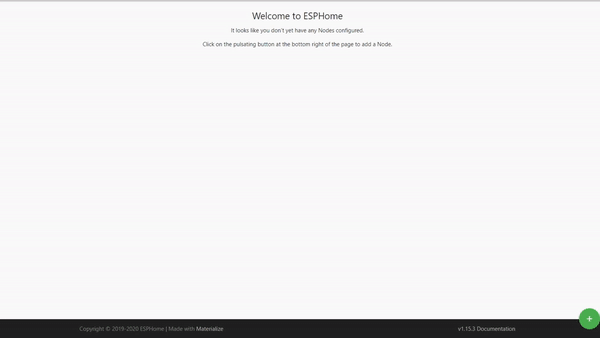 Welcome to ESPHome
It looks like you don't yet have any Nodes configured.
Click on the pulsating button at the bottom right of the page to add a Node.
+
Copyright © 2019-2020 ESPHome | Made with Materialize
v1.15.3 Documentation